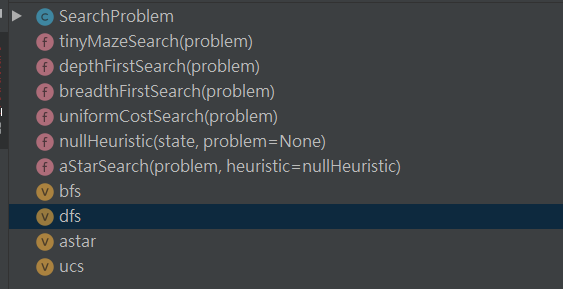 C SearchProblem
f tinyMazeSearch(problem)
f depthFirstSearch(problem)
f breadthFirstSearch(problem)
f uniformCostSearch(problem)
f nullHeuristic(state, problem=None)
f aStarSearch(problem, heuristic=nullHeuristic)
V bfs
V dfs
V astar
V ucs